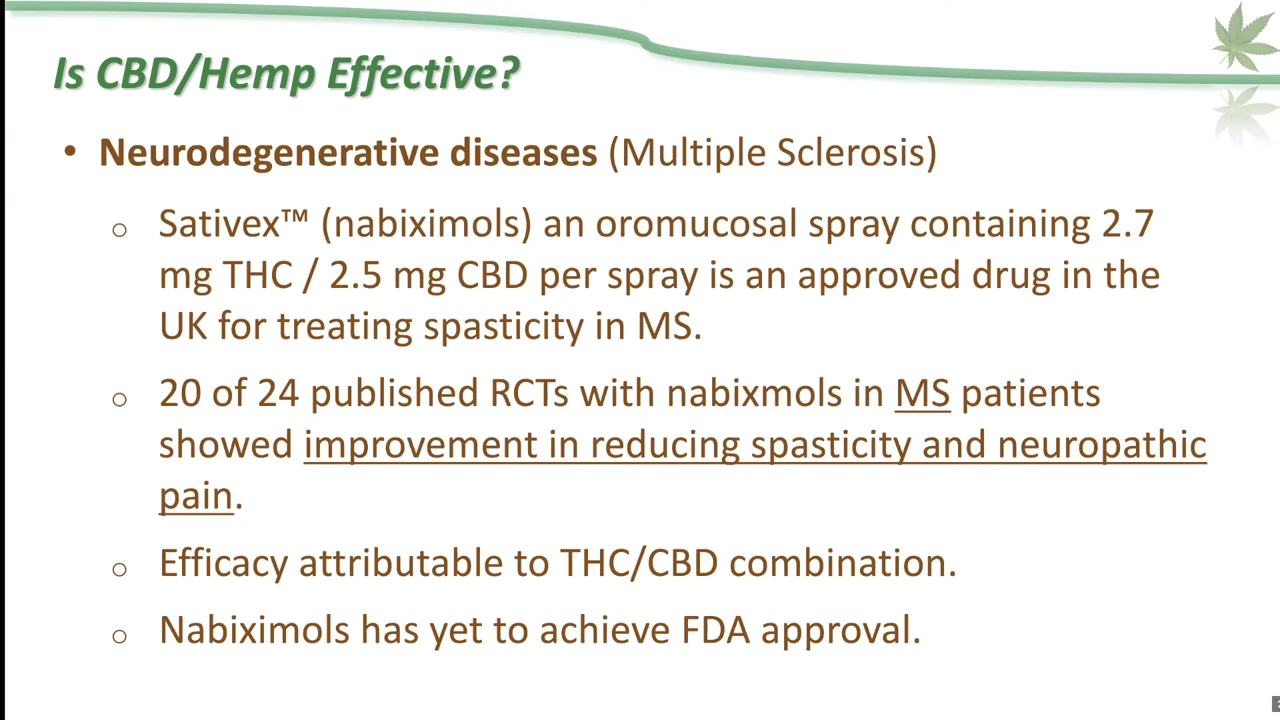 Is CBD/Hemp Effective?
• Neurodegenerative diseases (Multiple Sclerosis)
o Sativex™ (nabiximols) an oromucosal spray containing 2.7
mg THC / 2.5 mg CBD per spray is an approved drug in the
UK for treating spasticity in MS.
o 20 of 24 published RCTs with nabixmols in MS patients
showed improvement in reducing spasticity and neuropathic
pain.
o Efficacy attributable to THC/CBD combination.
o Nabiximols has yet to achieve FDA approval.